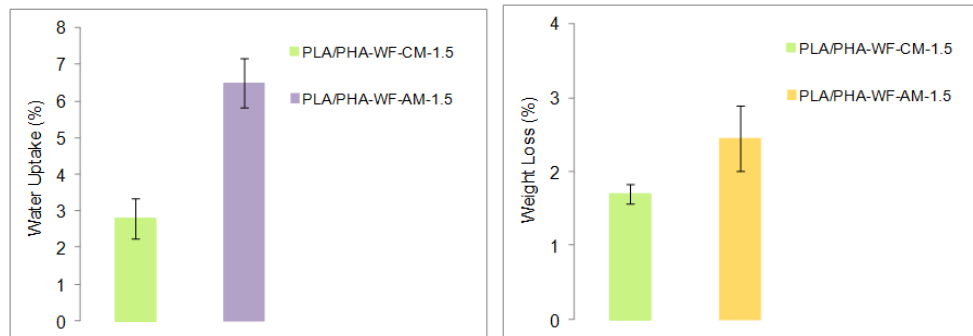 Water Uptake (%)
8
7
6
5
4
3
2
1
0
PLA/PHA-WF-CM-1.5
PLA/PHA-WF-AM-1.5
Weight Loss (%)
4
3
2
1
0
PLA/PHA-WF-CM-1.5
PLA/PHA-WF-AM-1.5